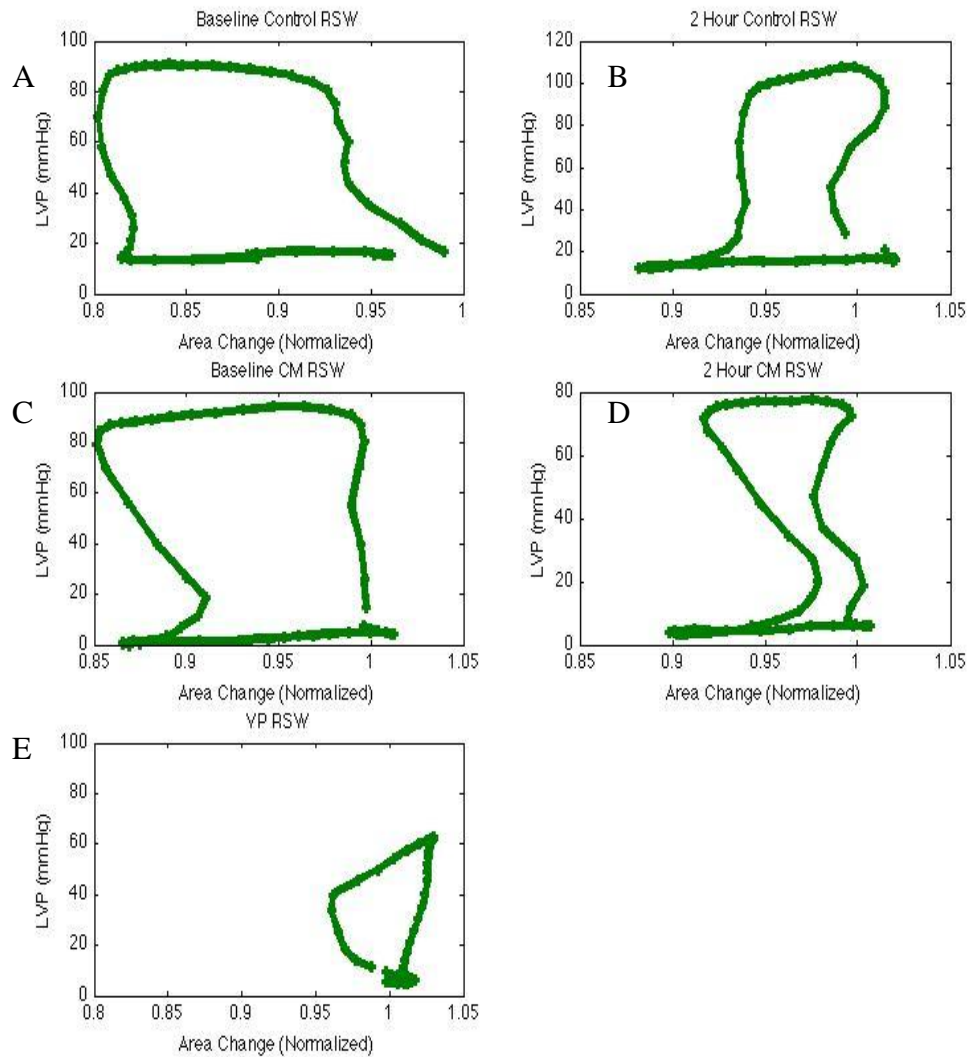 Baseline Control RSW
A
LVP (mmHg)
100
80
60
40
20
0
0.8
0.85
0.9
0.95
1
Area Change (Normalized)
2 Hour Control RSW
B
LVP (mmHg)
120
100
80
60
40
20
0
0.85
0.9
0.95
1
1.05
Area Change (Normalized)
Baseline CM RSW
C
LVP (mmHg)
100
80
60
40
20
0
0.85
0.9
0.95
1
1.05
Area Change (Normalized)
2 Hour CM RSW
D
LVP (mmHg)
80
60
40
20
0
0.85
0.9
0.95
1
1.05
Area Change (Normalized)
VP RSW
E
LVP (mmHg)
100
80
60
40
20
0
0.8
0.85
0.9
0.95
1
1.05
Area Change (Normalized)